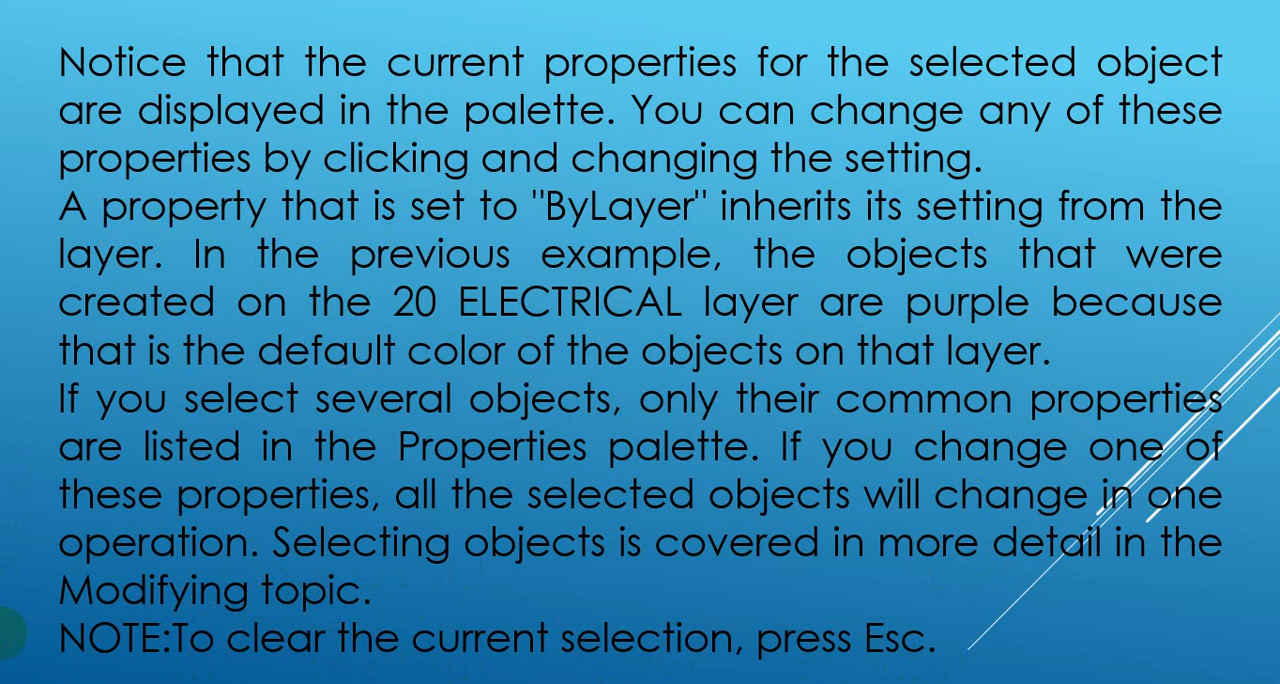 Notice that the current properties for the selected object
are displayed in the palette. You can change any of these
properties by clicking and changing the setting.
A property that is set to "ByLayer" inherits its setting from the
layer. In the previous example, the objects that were
created on the 20 ELECTRICAL layer are purple because
that is the default color of the objects on that layer.
If you select several objects, only their common properties
are listed in the Properties palette. If you change one of
these properties, all the selected objects will change in one
operation. Selecting objects is covered in more detail in the
Modifying topic.
NOTE:To clear the current selection, press Esc.